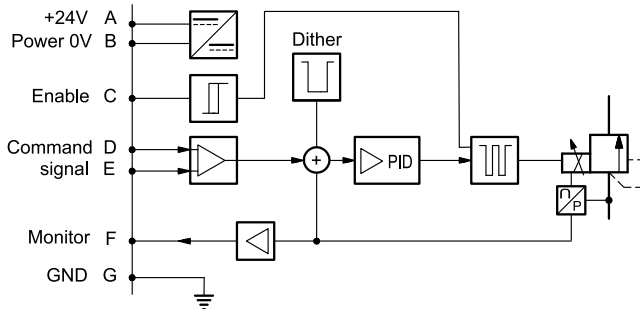 +24V A
Power 0V B
Dither
Enable C
Command D
signal E
PID
Monitor F
U
P
GND G